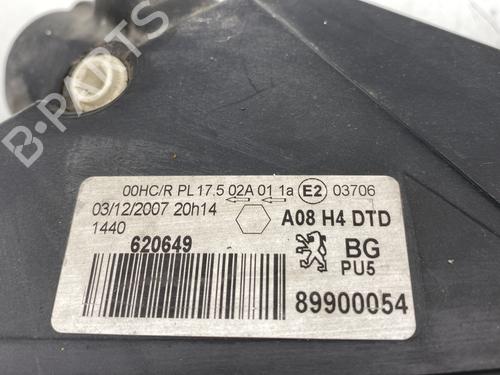 00HC/R PL 17.5 02A 01 1a E2 03706
03/12/2007 20h14
A08 H4 DTD
1440
620649
BG
PU5
89900054
B-PARTS